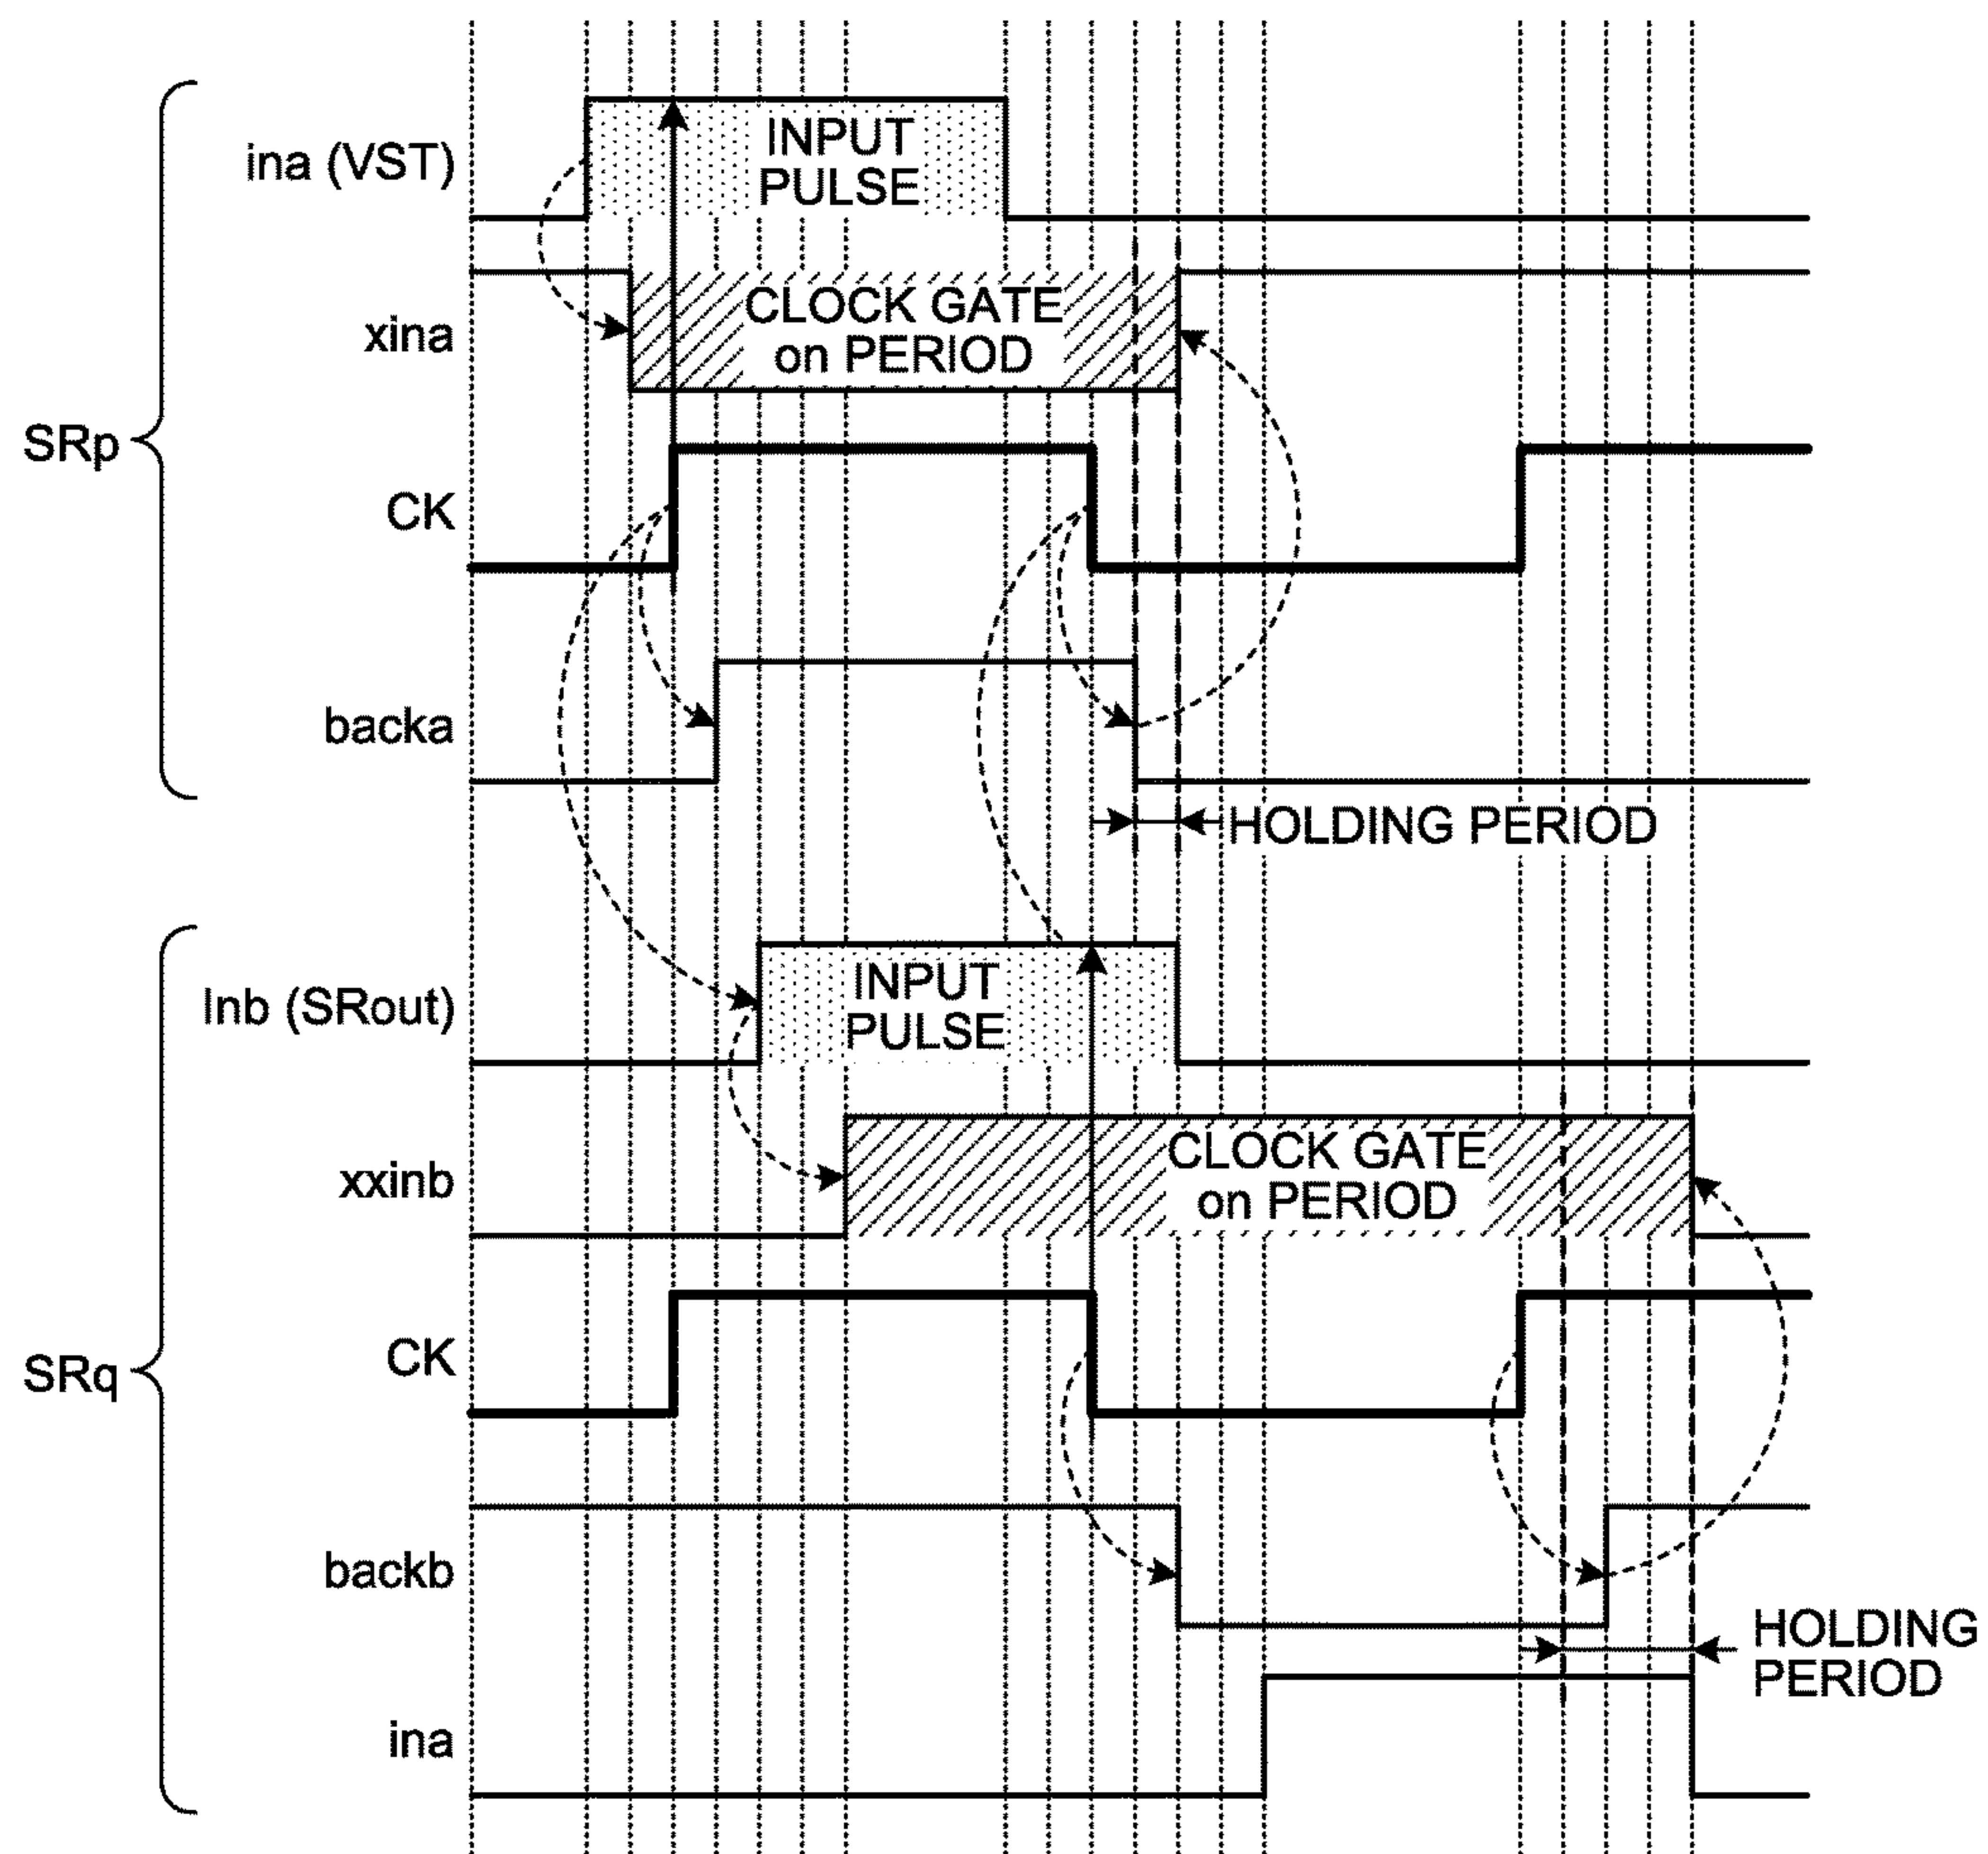 SRp
ina (VST)
INPUT
PULSE
xina
CLOCK GATE
on PERIOD
CK
backa
HOLDING PERIOD
SRq
Inb (SRout)
INPUT
PULSE
xxinb
CLOCK GATE
on PERIOD
CK
backb
HOLDING
PERIOD
ina